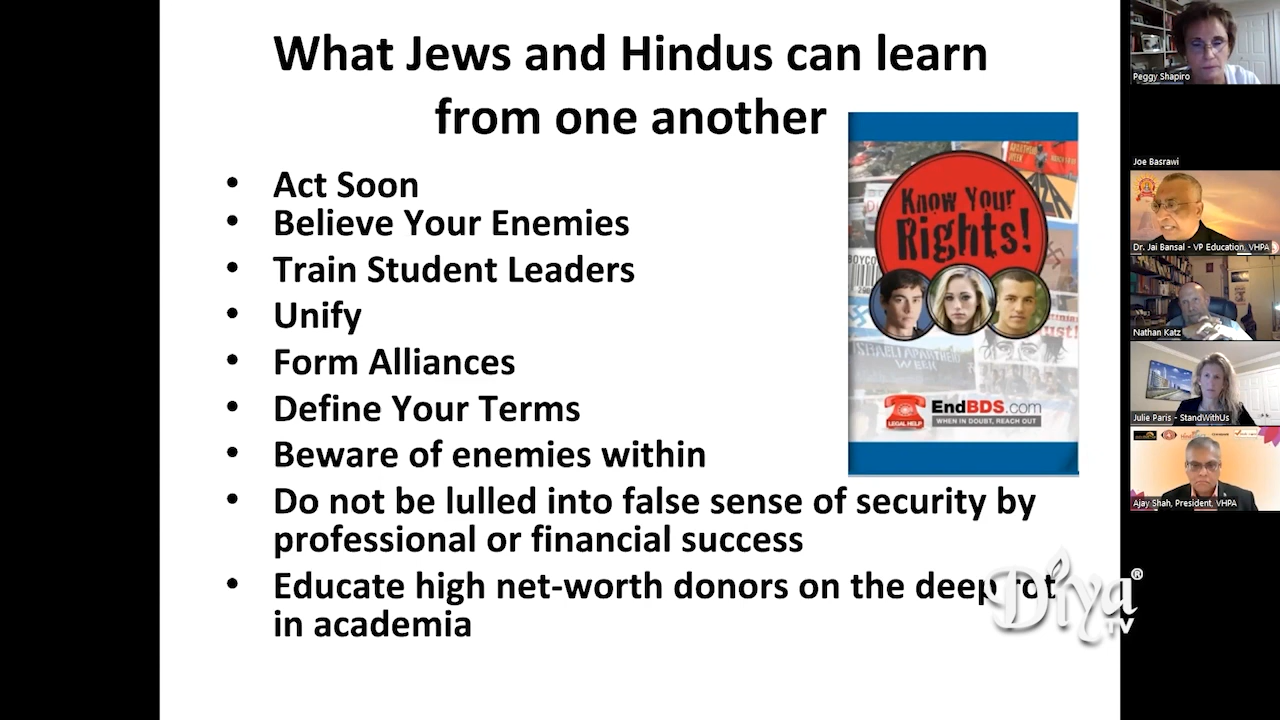 What Jews and Hindus can learn
from one another
• Act Soon
• Believe Your Enemies
• Train Student Leaders
• Unify
• Form Alliances
• Define Your Terms
• Beware of enemies within
• Do not be lulled into false sense of security by
professional or financial success
• Educate high net-worth donors on the deep rot
in academia
Know Your
Rights!
BOYCO
ISRAELI APARTHEID
WEEK
LEGAL HELP
EndBDS.com
WHEN IN DOUBT, REACH OUT
Diya®
TV
Peggy Shapiro
Joe Basrawi
Dr. Jai Bansal - VP Education, VHPA
Nathan Katz
Julie Paris - StandWithUs
Ajay Shah, President, VHPA